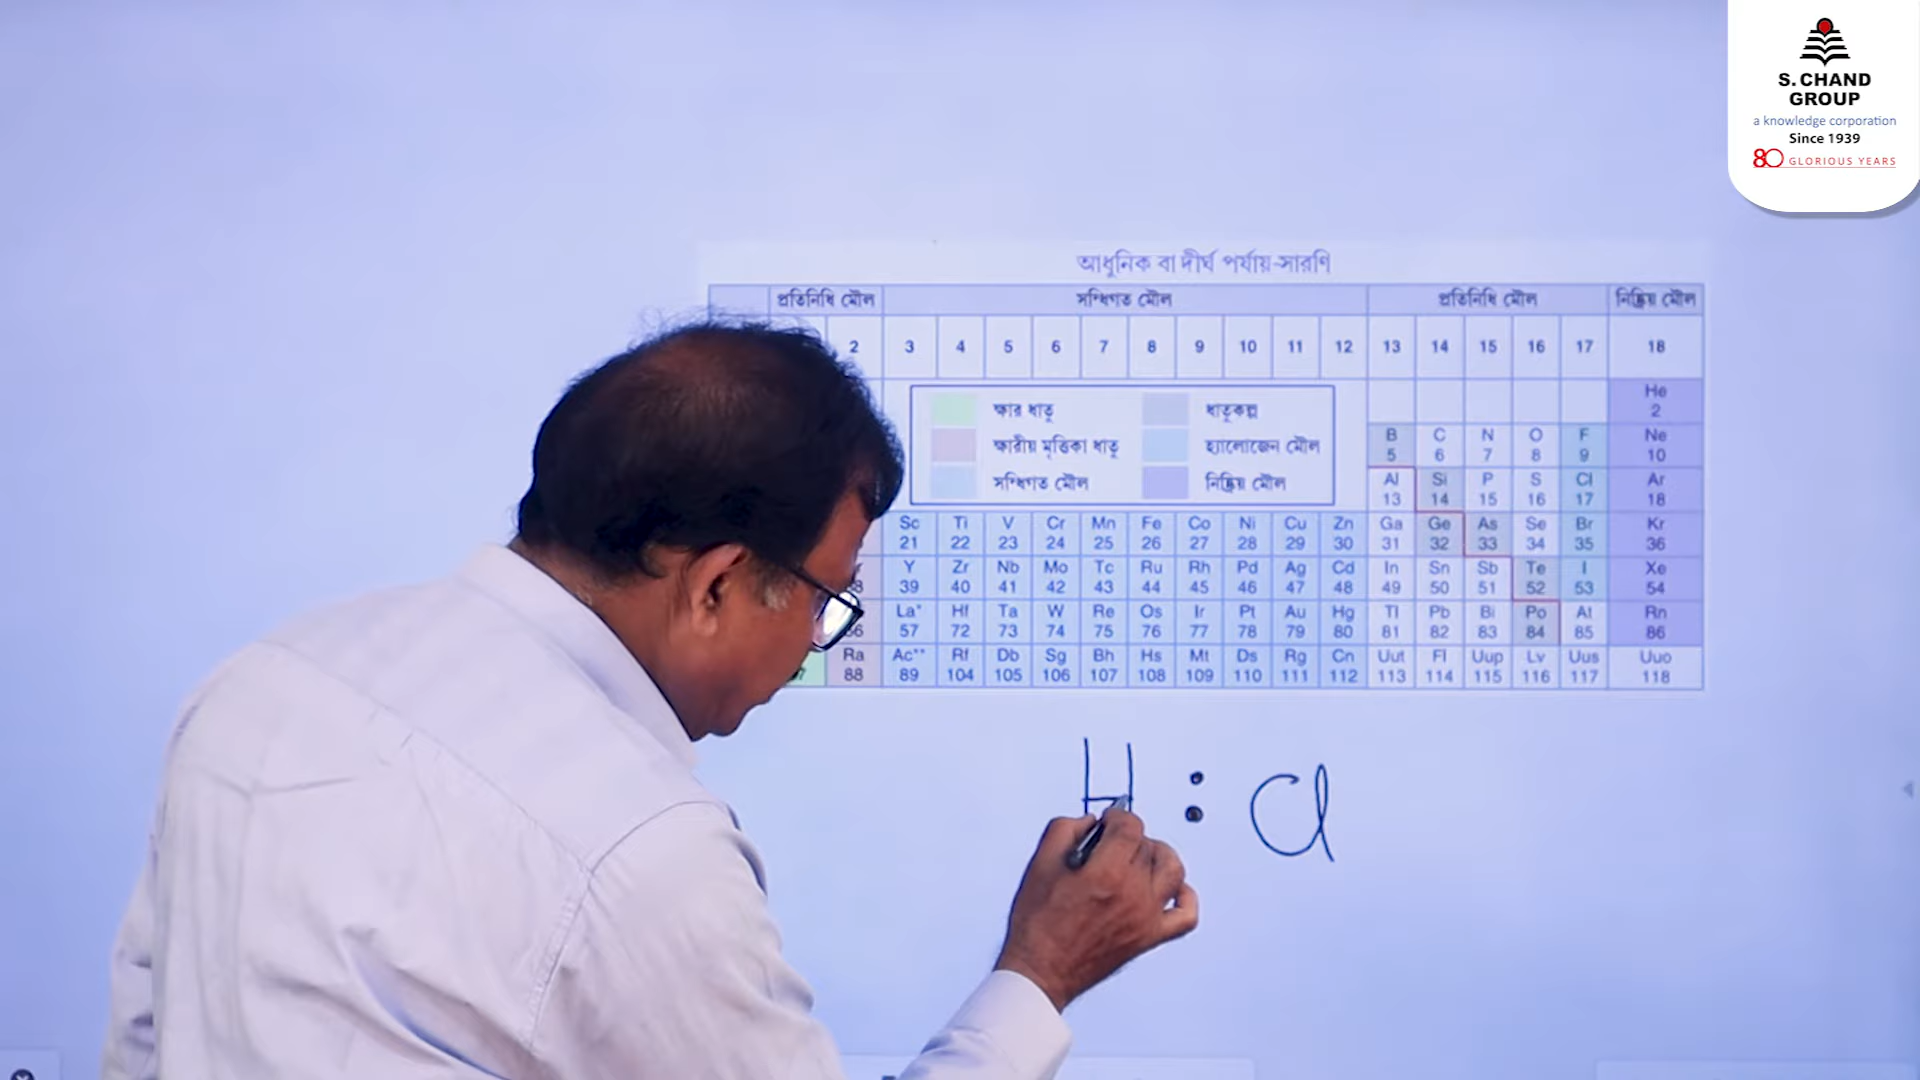 S. CHAND
GROUP
a knowledge corporation
Since 1939
80 GLORIOUS YEARS
আধুনিক বা দীর্ঘ পর্যায়-সারণি
প্রতিনিধি মৌল সন্ধিগত মৌল প্রতিনিধি মৌল নিষ্ক্রিয় মৌল
2 3 4 5 6 7 8 9 10 11 12 13 14 15 16 17 18
He
2
ক্ষার ধাতু ধাতুকল্প
ক্ষারীয় মৃত্তিকা ধাতু হ্যালোজেন মৌল
সন্ধিগত মৌল নিষ্ক্রিয় মৌল
B C N O F Ne
5 6 7 8 9 10
Al Si P S Cl Ar
13 14 15 16 17 18
Sc Ti V Cr Mn Fe Co Ni Cu Zn Ga Ge As Se Br Kr
21 22 23 24 25 26 27 28 29 30 31 32 33 34 35 36
Y Zr Nb Mo Tc Ru Rh Pd Ag Cd In Sn Sb Te I Xe
39 40 41 42 43 44 45 46 47 48 49 50 51 52 53 54
La* Hf Ta W Re Os Ir Pt Au Hg Tl Pb Bi Po At Rn
57 72 73 74 75 76 77 78 79 80 81 82 83 84 85 86
Ra Ac** Rf Db Sg Bh Hs Mt Ds Rg Cn Uut Fl Uup Lv Uus Uuo
88 89 104 105 106 107 108 109 110 111 112 113 114 115 116 117 118
H : Cl